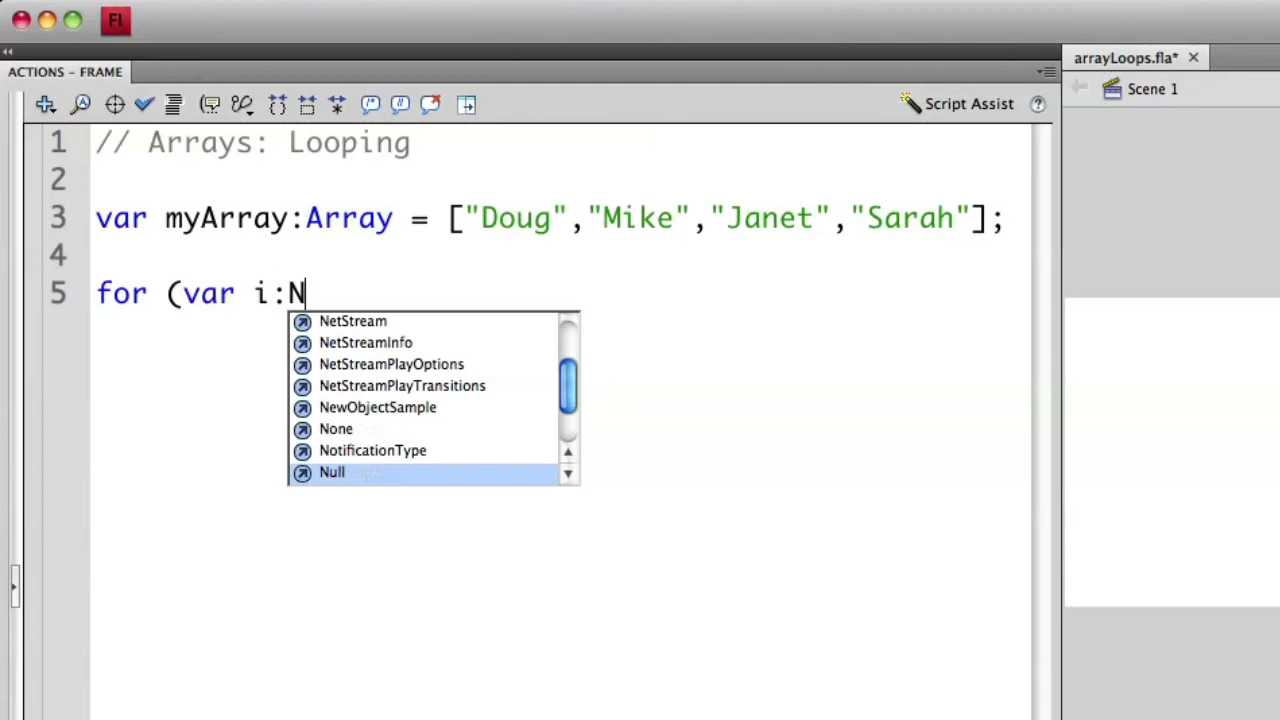 Fl
ACTIONS – FRAME
arrayLoops.fla*
Script Assist
Scene 1
1 // Arrays: Looping
2
3 var myArray:Array = ["Doug","Mike","Janet","Sarah"];
4
5 for (var i:N
NetStream
NetStreamInfo
NetStreamPlayOptions
NetStreamPlayTransitions
NewObjectSample
None
NotificationType
Null